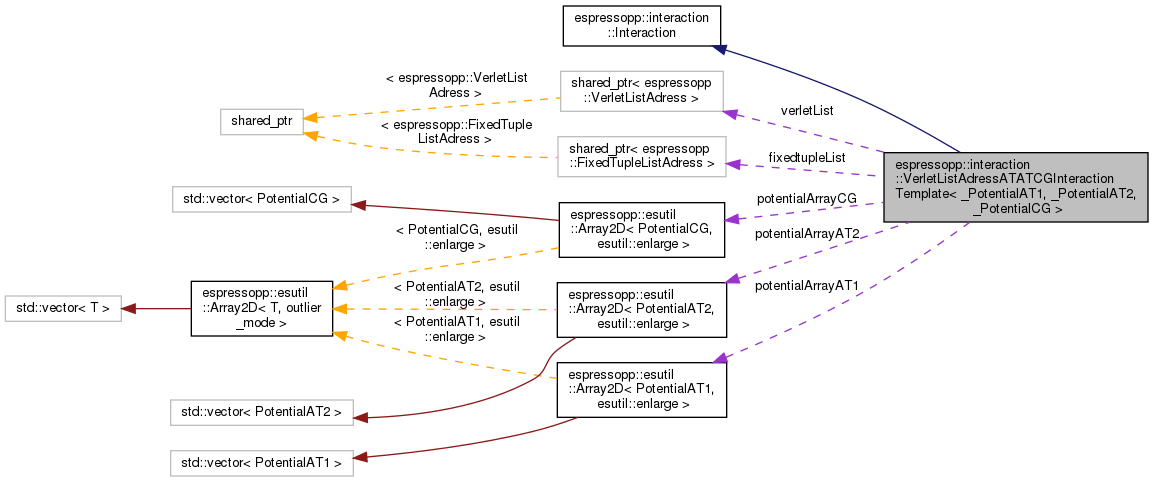 espressopp::interaction
::Interaction
< espressopp::VerletList
Adress >
shared_ptr< espressopp
::VerletListAdress >
verletList
shared_ptr
< espressopp::FixedTuple
ListAdress >
shared_ptr< espressopp
::FixedTupleListAdress >
fixedtupleList
espressopp::interaction
::VerletListAdressATATCGInteraction
Template< _PotentialAT1, _PotentialAT2,
_PotentialCG >
std::vector< PotentialCG >
espressopp::esutil
::Array2D< PotentialCG,
esutil::enlarge >
potentialArrayCG
< PotentialCG, esutil
::enlarge >
potentialArrayAT2
std::vector< T >
espressopp::esutil
::Array2D< T, outlier
_mode >
< PotentialAT2, esutil
::enlarge >
espressopp::esutil
::Array2D< PotentialAT2,
esutil::enlarge >
potentialArrayAT1
< PotentialAT1, esutil
::enlarge >
espressopp::esutil
::Array2D< PotentialAT1,
esutil::enlarge >
std::vector< PotentialAT2 >
std::vector< PotentialAT1 >